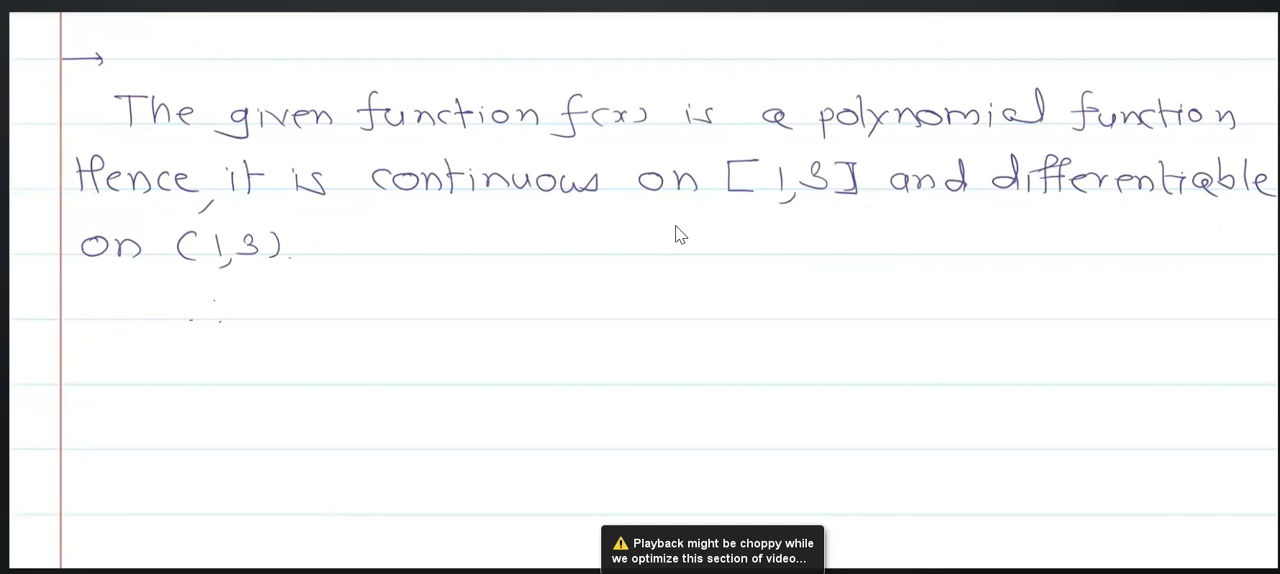 →
The given function f(x) is a polynomial function
Hence, it is continuous on [1,3] and differentiable
on (1,3).
∴
⚠ Playback might be choppy while
we optimize this section of video...